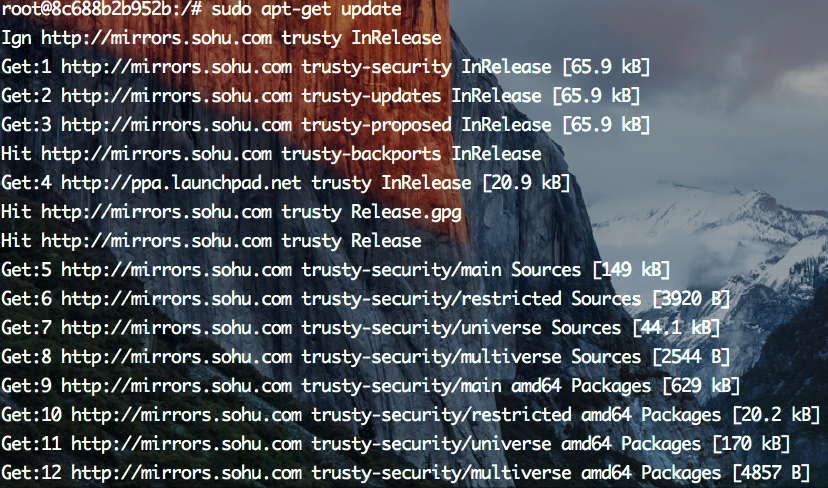 root@8c688b2b952b:/# sudo apt-get update
Ign http://mirrors.sohu.com trusty InRelease
Get:1 http://mirrors.sohu.com trusty-security InRelease [65.9 kB]
Get:2 http://mirrors.sohu.com trusty-updates InRelease [65.9 kB]
Get:3 http://mirrors.sohu.com trusty-proposed InRelease [65.9 kB]
Hit http://mirrors.sohu.com trusty-backports InRelease
Get:4 http://ppa.launchpad.net trusty InRelease [20.9 kB]
Hit http://mirrors.sohu.com trusty Release.gpg
Hit http://mirrors.sohu.com trusty Release
Get:5 http://mirrors.sohu.com trusty-security/main Sources [149 kB]
Get:6 http://mirrors.sohu.com trusty-security/restricted Sources [3920 B]
Get:7 http://mirrors.sohu.com trusty-security/universe Sources [44.1 kB]
Get:8 http://mirrors.sohu.com trusty-security/multiverse Sources [2544 B]
Get:9 http://mirrors.sohu.com trusty-security/main amd64 Packages [629 kB]
Get:10 http://mirrors.sohu.com trusty-security/restricted amd64 Packages [20.2 kB]
Get:11 http://mirrors.sohu.com trusty-security/universe amd64 Packages [170 kB]
Get:12 http://mirrors.sohu.com trusty-security/multiverse amd64 Packages [4857 B]